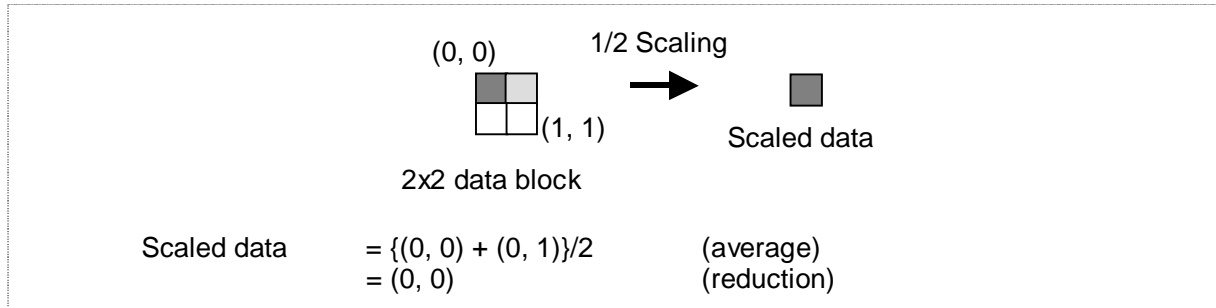 (0, 0)
1/2 Scaling
(1, 1)
Scaled data
2x2 data block
Scaled data = {(0, 0) + (0, 1)}/2 (average)
= (0, 0) (reduction)